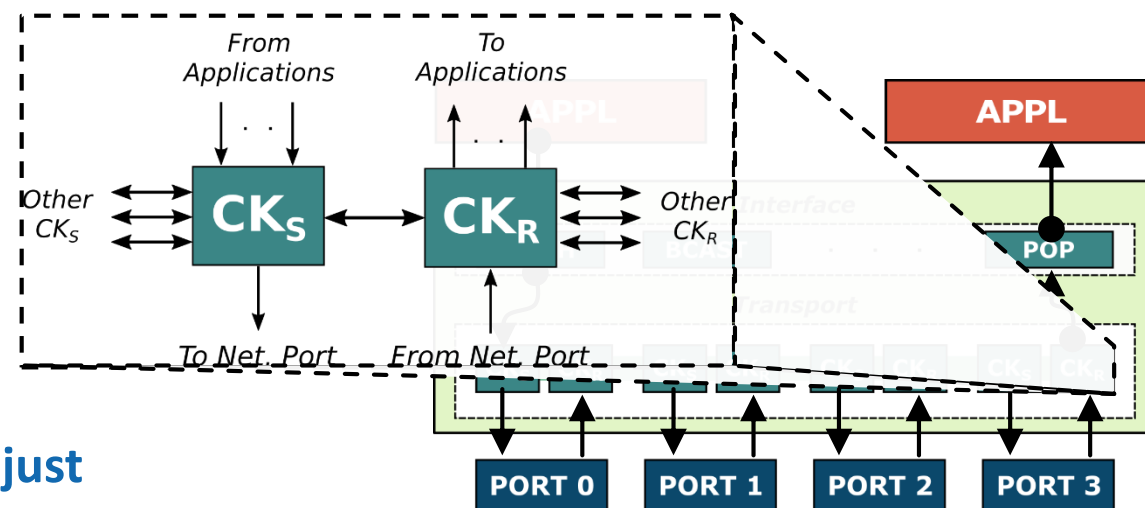 From
Applications
To
Applications
. .
. .
APPL
APPL
Other
CKS
CKS
CKR
Other
CKR
Interface
BCAST
. . .
POP
Transport
To Net. Port
From Net. Port
CKR
CKS
CKR
just
PORT 0
PORT 1
PORT 2
PORT 3